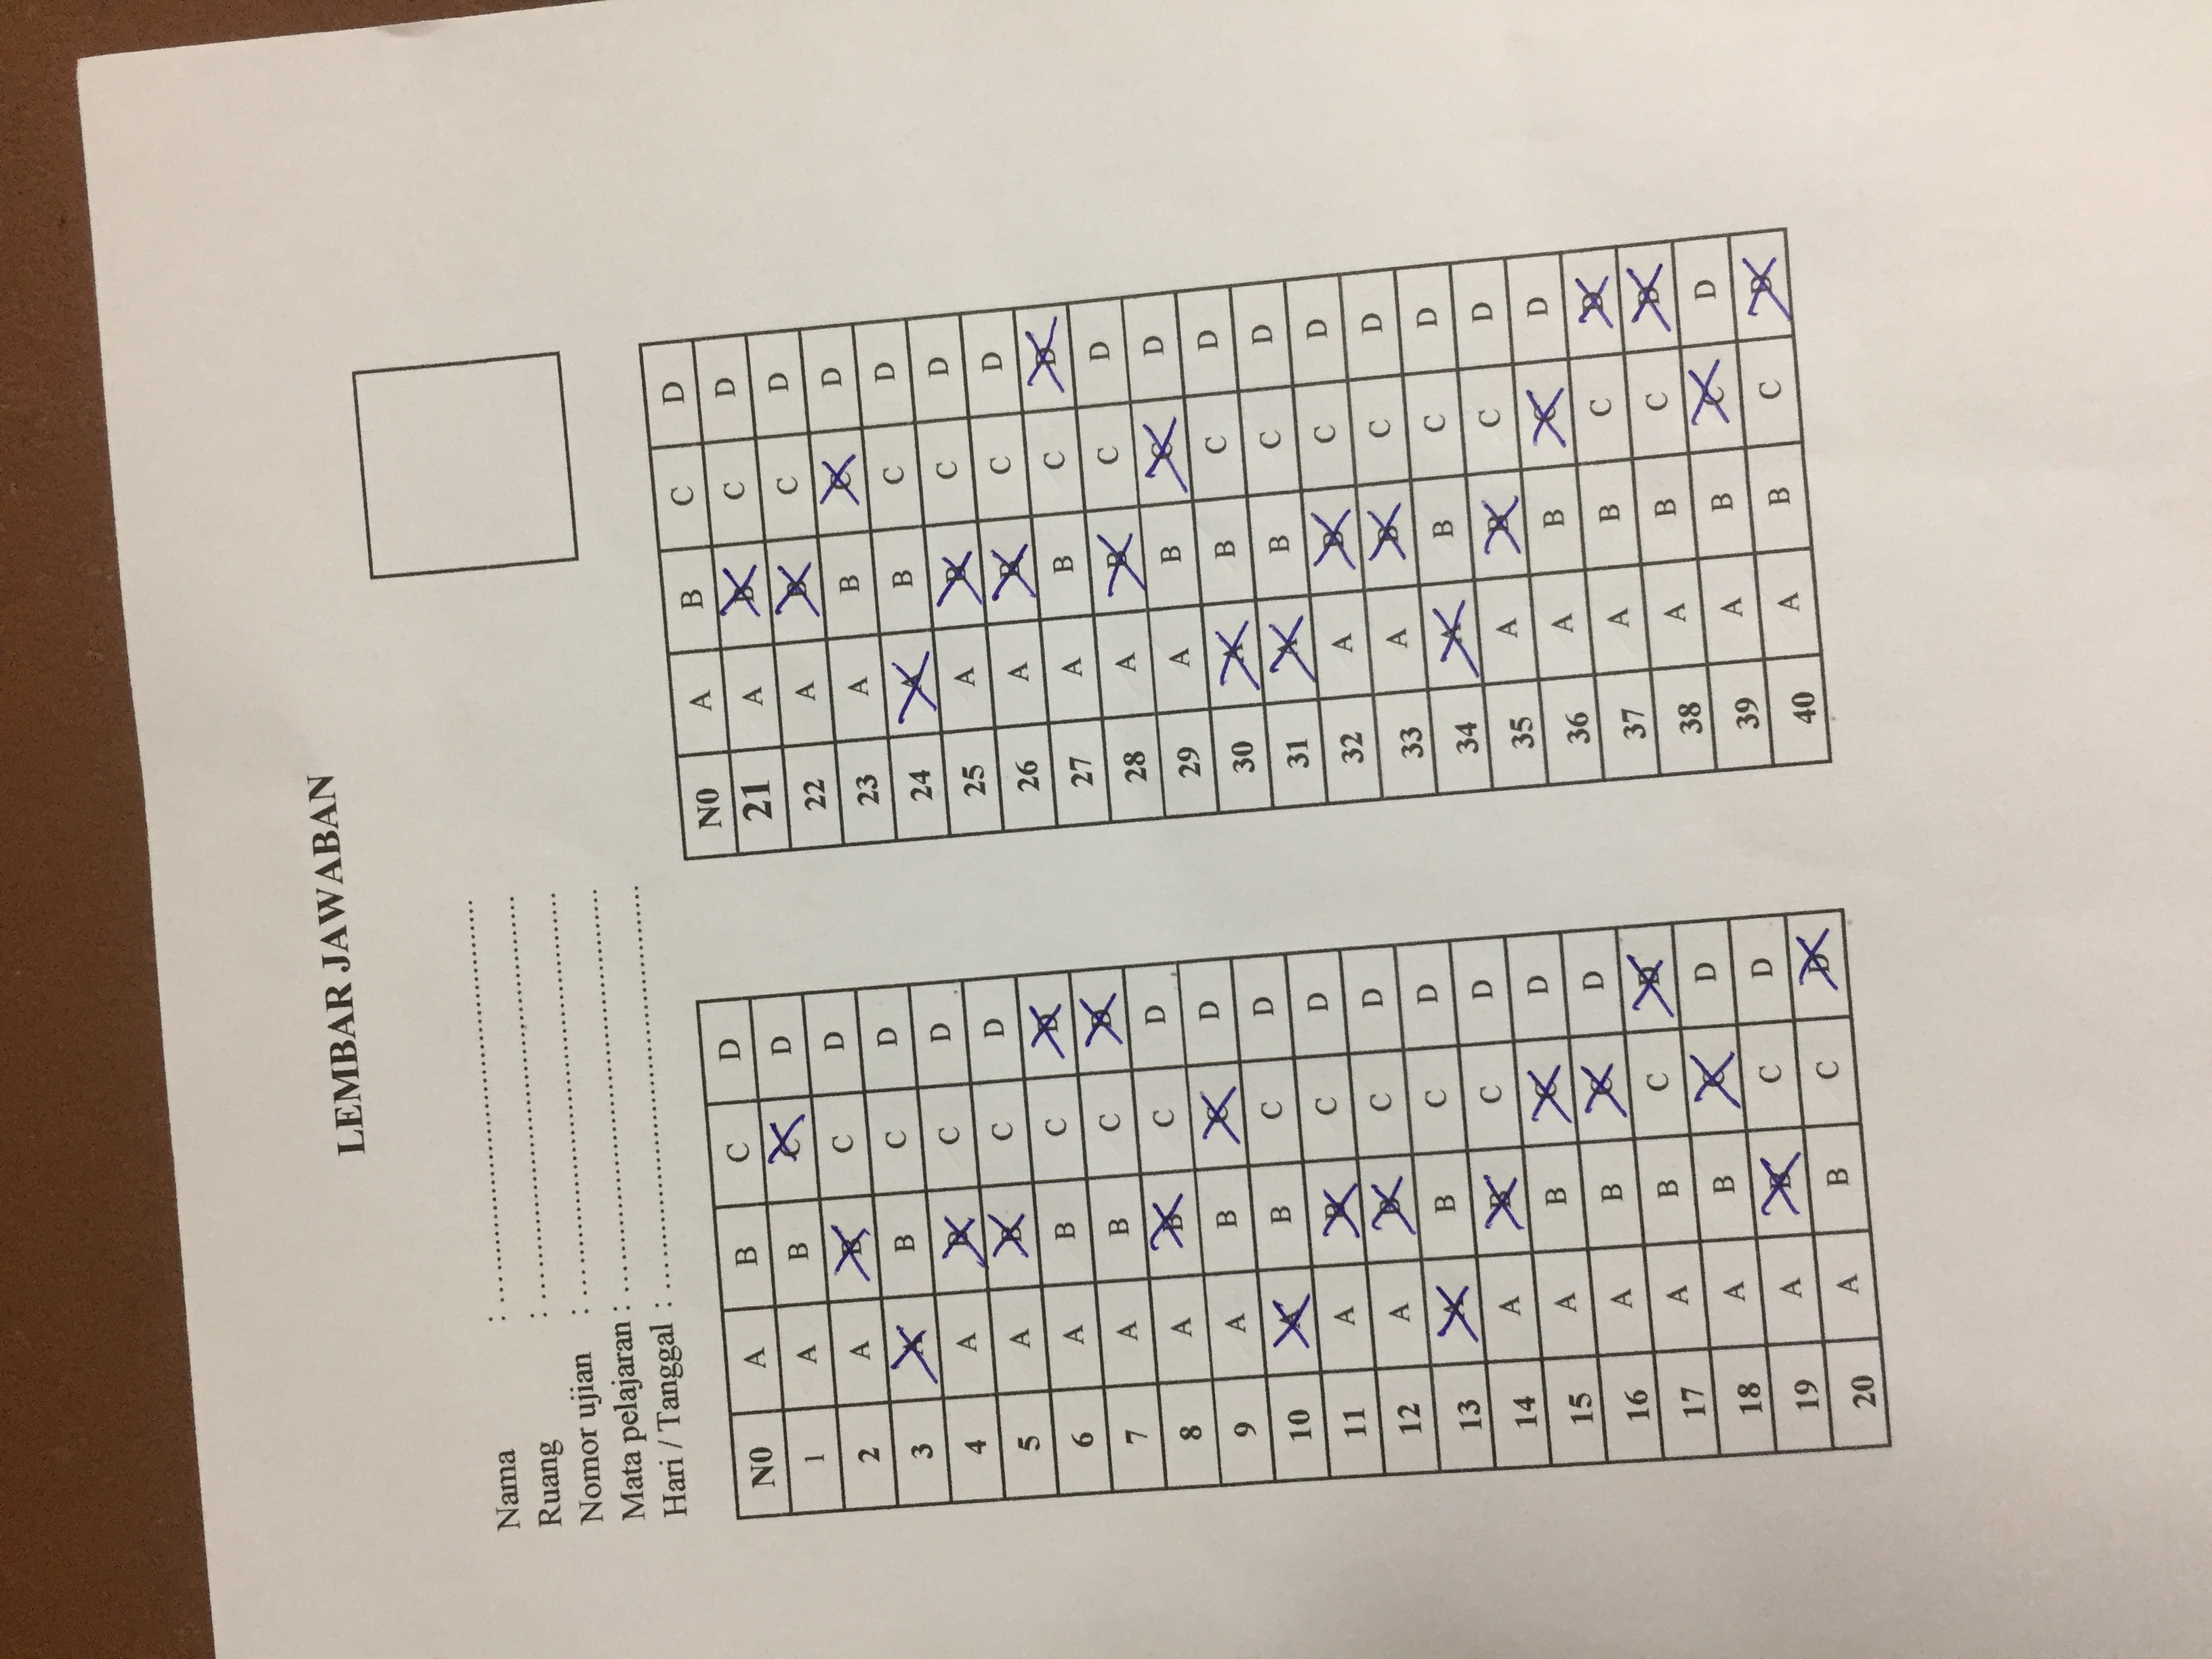 LEMBAR JAWABAN
Nama : ................................................
Ruang : ................................................
Nomor ujian : ................................................
Mata pelajaran : ................................................
Hari / Tanggal : ................................................
N0 A B C D
1 A B C D
2 A B C D
3 A B C D
4 A B C D
5 A B C D
6 A B C D
7 A B C D
8 A B C D
9 A B C D
10 A B C D
11 A B C D
12 A B C D
13 A B C D
14 A B C D
15 A B C D
16 A B C D
17 A B C D
18 A B C D
19 A B C D
20 A B C D
N0 A B C D
21 A B C D
22 A B C D
23 A B C D
24 A B C D
25 A B C D
26 A B C D
27 A B C D
28 A B C D
29 A B C D
30 A B C D
31 A B C D
32 A B C D
33 A B C D
34 A B C D
35 A B C D
36 A B C D
37 A B C D
38 A B C D
39 A B C D
40 A B C D